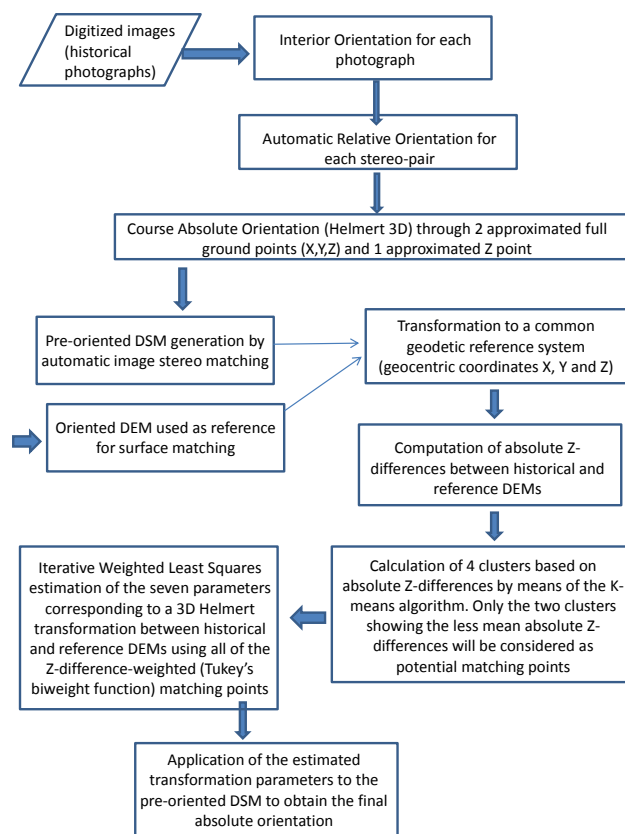 Digitized images
(historical
photographs)
Interior Orientation for each
photograph
Automatic Relative Orientation for
each stereo-pair
Course Absolute Orientation (Helmert 3D) through 2 approximated full
ground points (X,Y,Z) and 1 approximated Z point
Pre-oriented DSM generation by
automatic image stereo matching
Transformation to a common
geodetic reference system
(geocentric coordinates X, Y and Z)
Oriented DEM used as reference
for surface matching
Computation of absolute Z-
differences between historical and
reference DEMs
Calculation of 4 clusters based on
absolute Z-differences by means of the K-
means algorithm. Only the two clusters
showing the less mean absolute Z-
differences will be considered as
potential matching points
Iterative Weighted Least Squares
estimation of the seven parameters
corresponding to a 3D Helmert
transformation between historical
and reference DEMs using all of the
Z-difference-weighted (Tukey's
biweight function) matching points
Application of the estimated
transformation parameters to the
pre-oriented DSM to obtain the final
absolute orientation